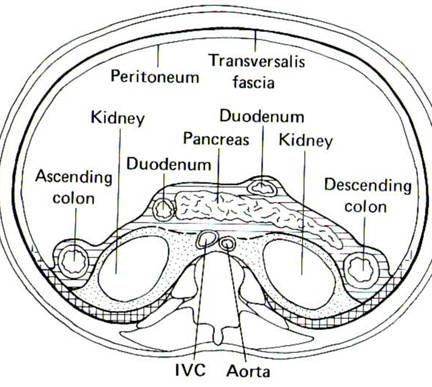 Peritoneum
Transversalis
fascia
Kidney
Duodenum
Pancreas
Kidney
Ascending
colon
Duodenum
Descending
colon
IVC
Aorta